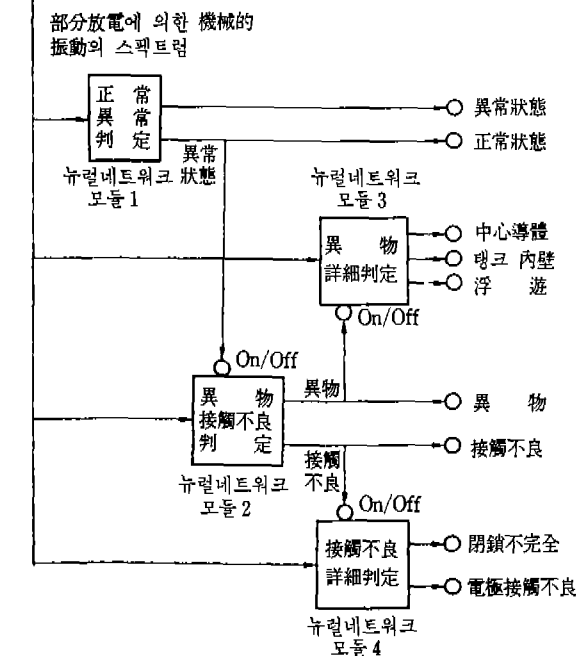 部分放電에 의한 機械的
振動의 스펙트럼
正 常
異 常
判 定
뉴럴네트워크
모듈 1
異常
狀態
異常狀態
正常狀態
뉴럴네트워크
모듈 3
異 物
詳細判定
中心導體
탱크 內壁
浮 遊
On/Off
On/Off
異 物
接觸不良
判 定
뉴럴네트워크
모듈 2
異物
接觸
不良
異 物
接觸不良
On/Off
接觸不良
詳細判定
閉鎖不完全
電極接觸不良
뉴럴네트워크
모듈 4